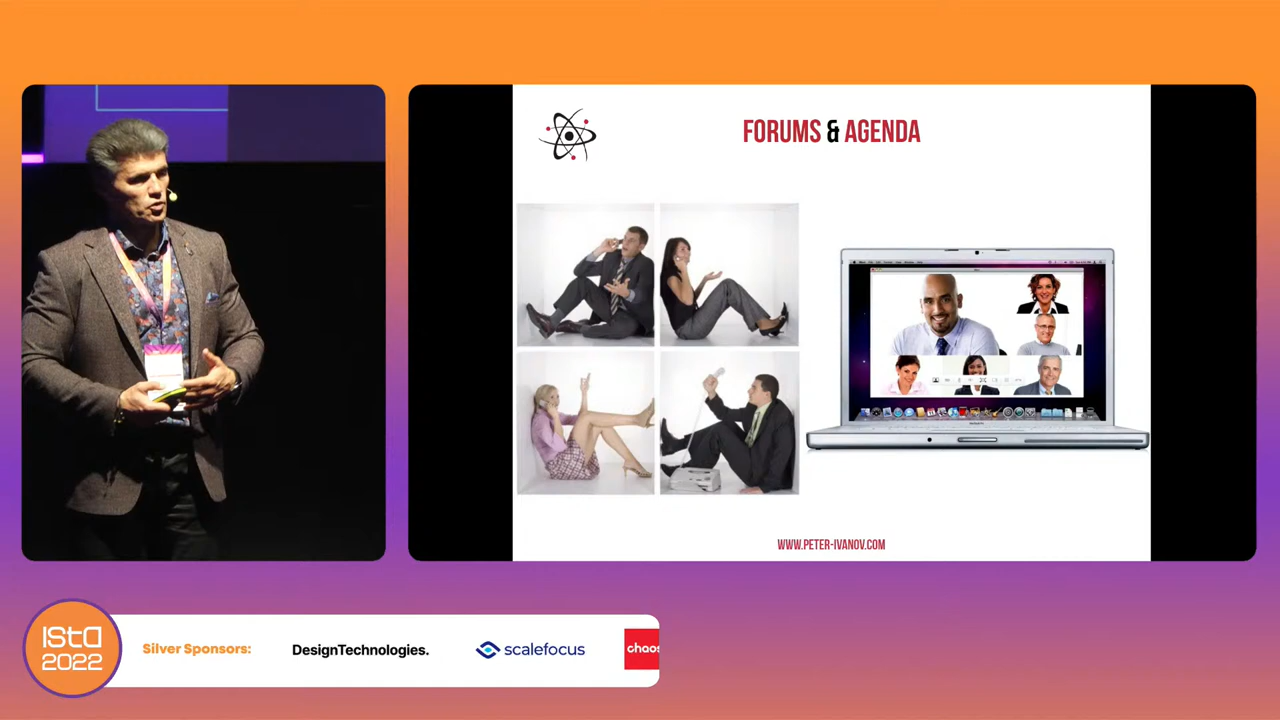 FORUMS & AGENDA
WWW.PETER-IVANOV.COM
ISTA
2022
Silver Sponsors:
DesignTechnologies.
scalefocus
chaos